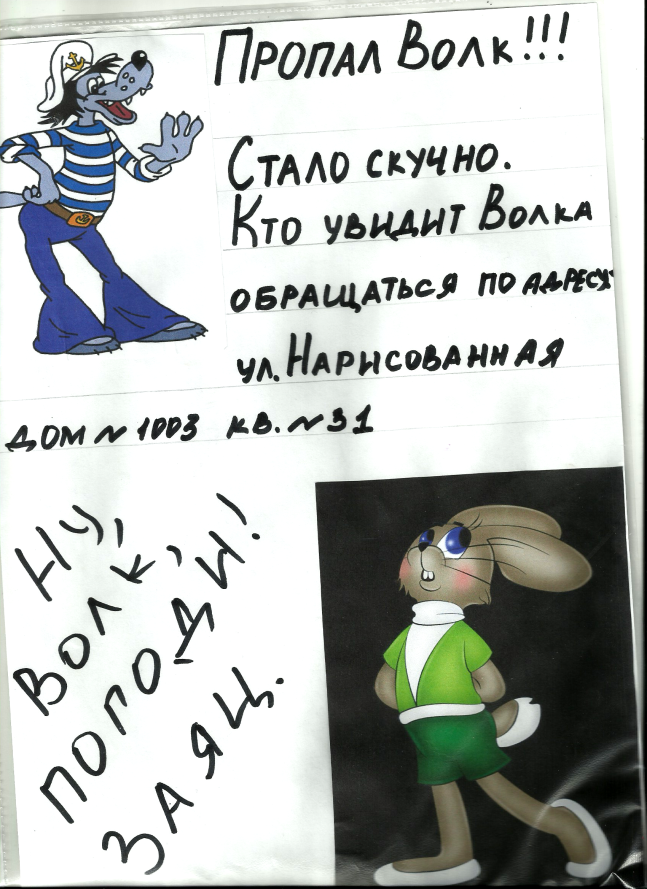 Пропал Волк!!!
Стало скучно.
Кто увидит Волка
обращаться по адресу:
ул. Нарисованная
дом № 1003 кв. № 31
Ну,
Волк,
погоди!
Заяц.